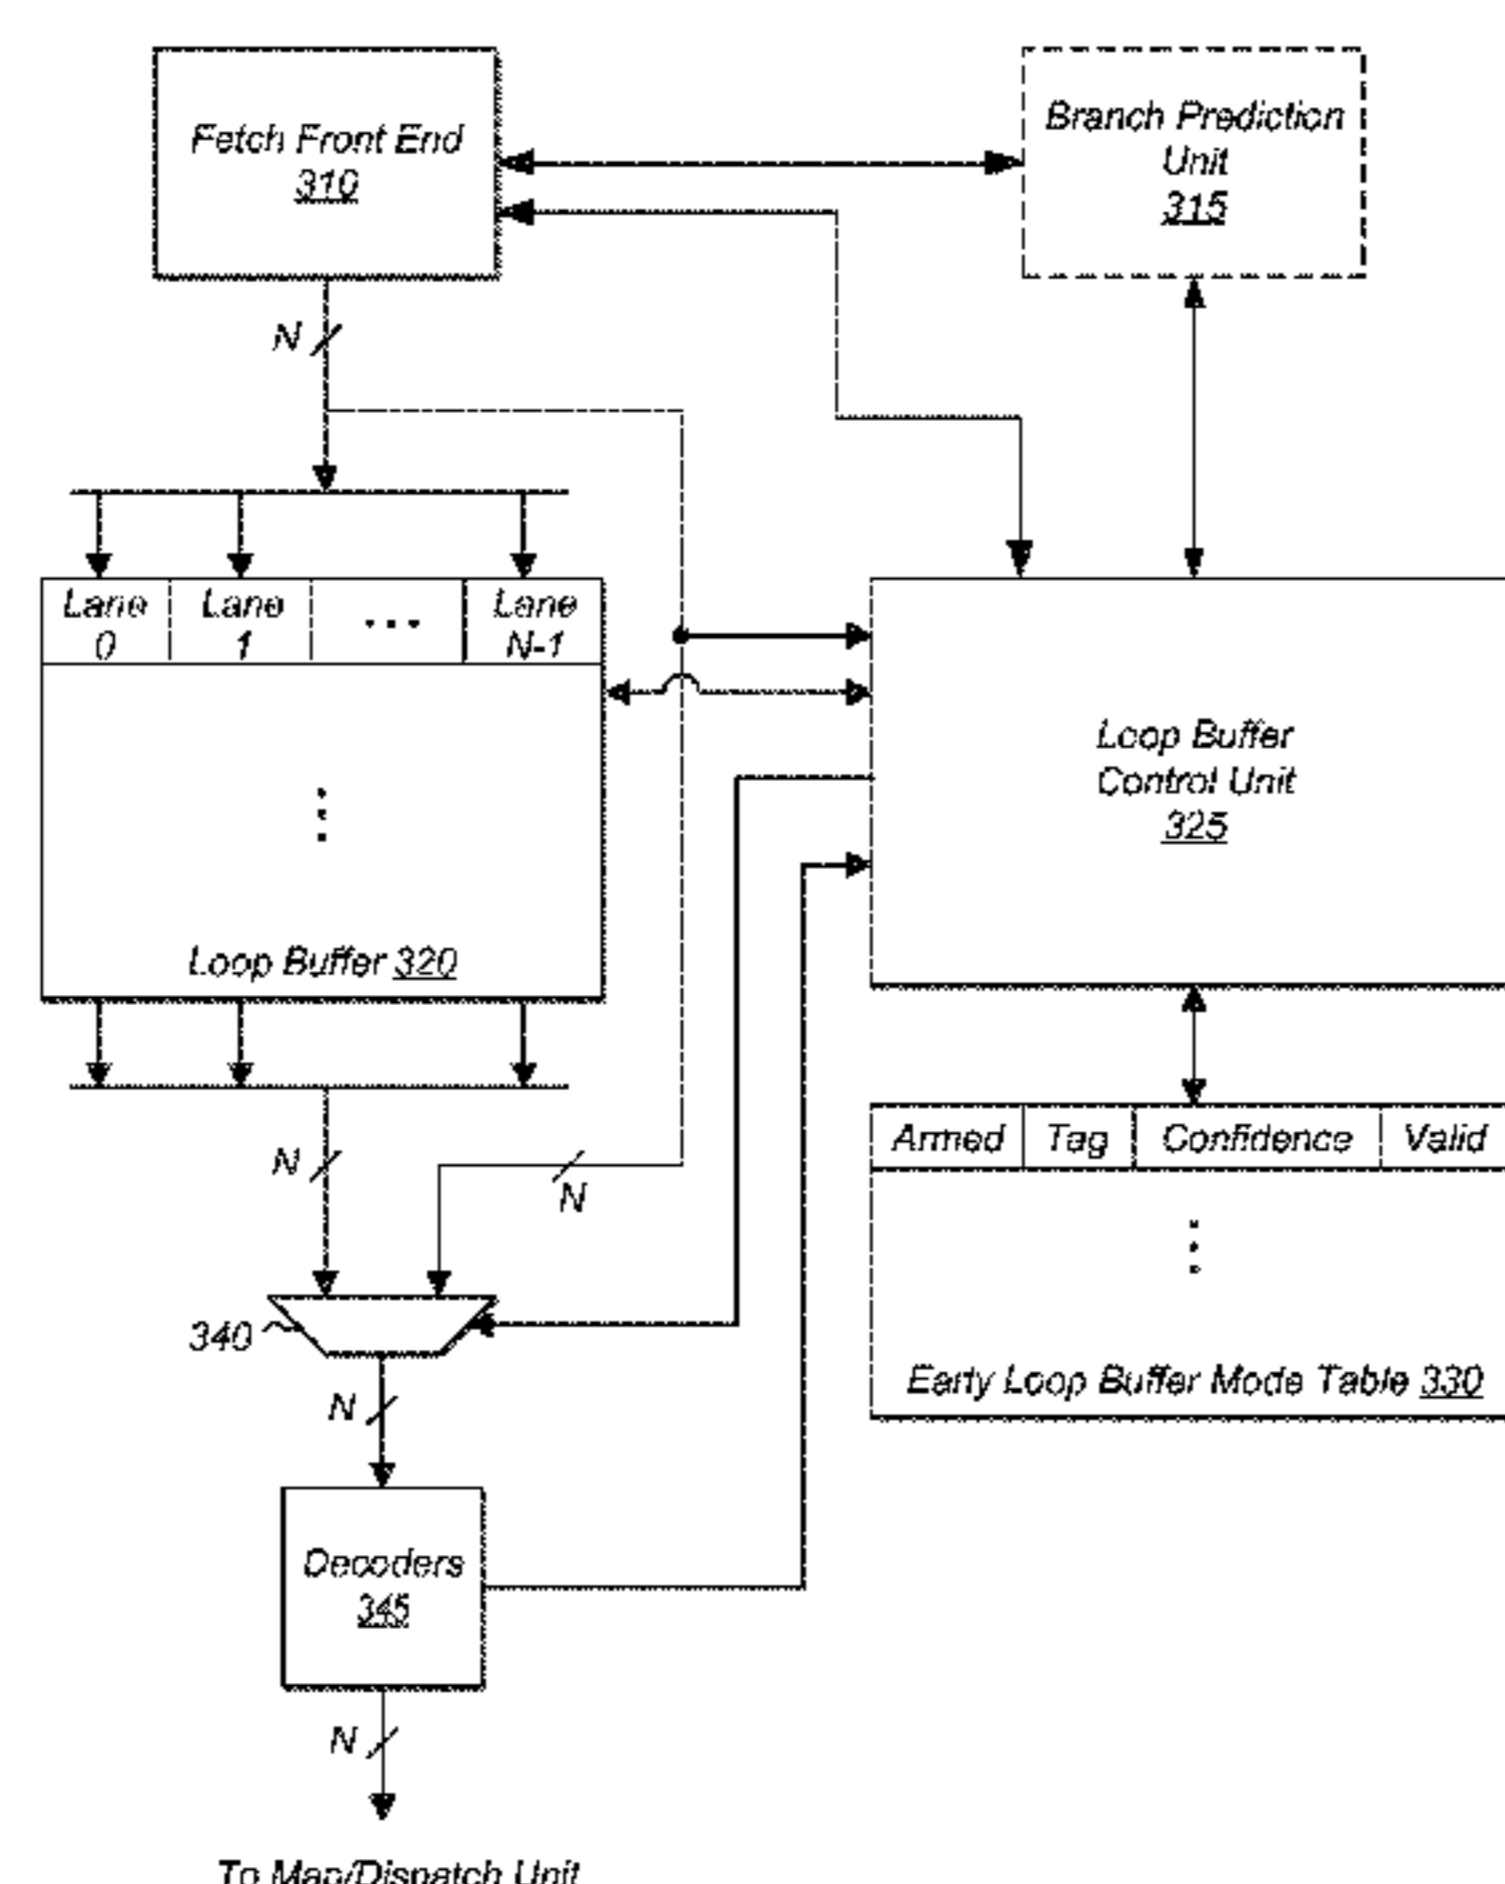 Fetch Front End
310
Branch Prediction
Unit
315
N
Lane
0
Lane
1
• • •
Lane
N-1
Loop Buffer
Control Unit
325
Loop Buffer 320
Armed
Tag
Confidence
Valid
N
N
340
Early Loop Buffer Mode Table 330
N
Decoders
345
N
To Map/Dispatch Unit